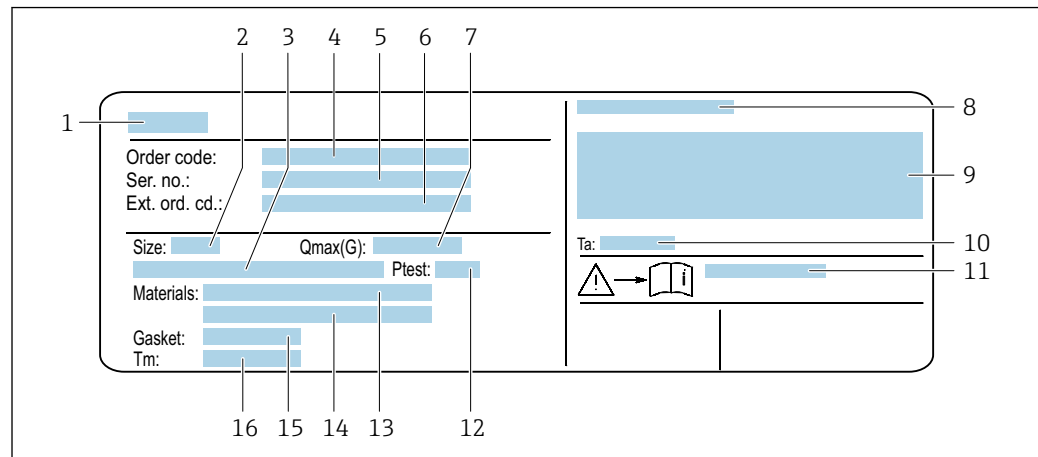 2 3 4 5 6 7
1
8
Order code:
Ser. no.:
Ext. ord. cd.:
9
Size: Qmax(G):
Ptest:
Materials:
Gasket:
Tm:
Ta:
10
i
11
16 15 14 13 12